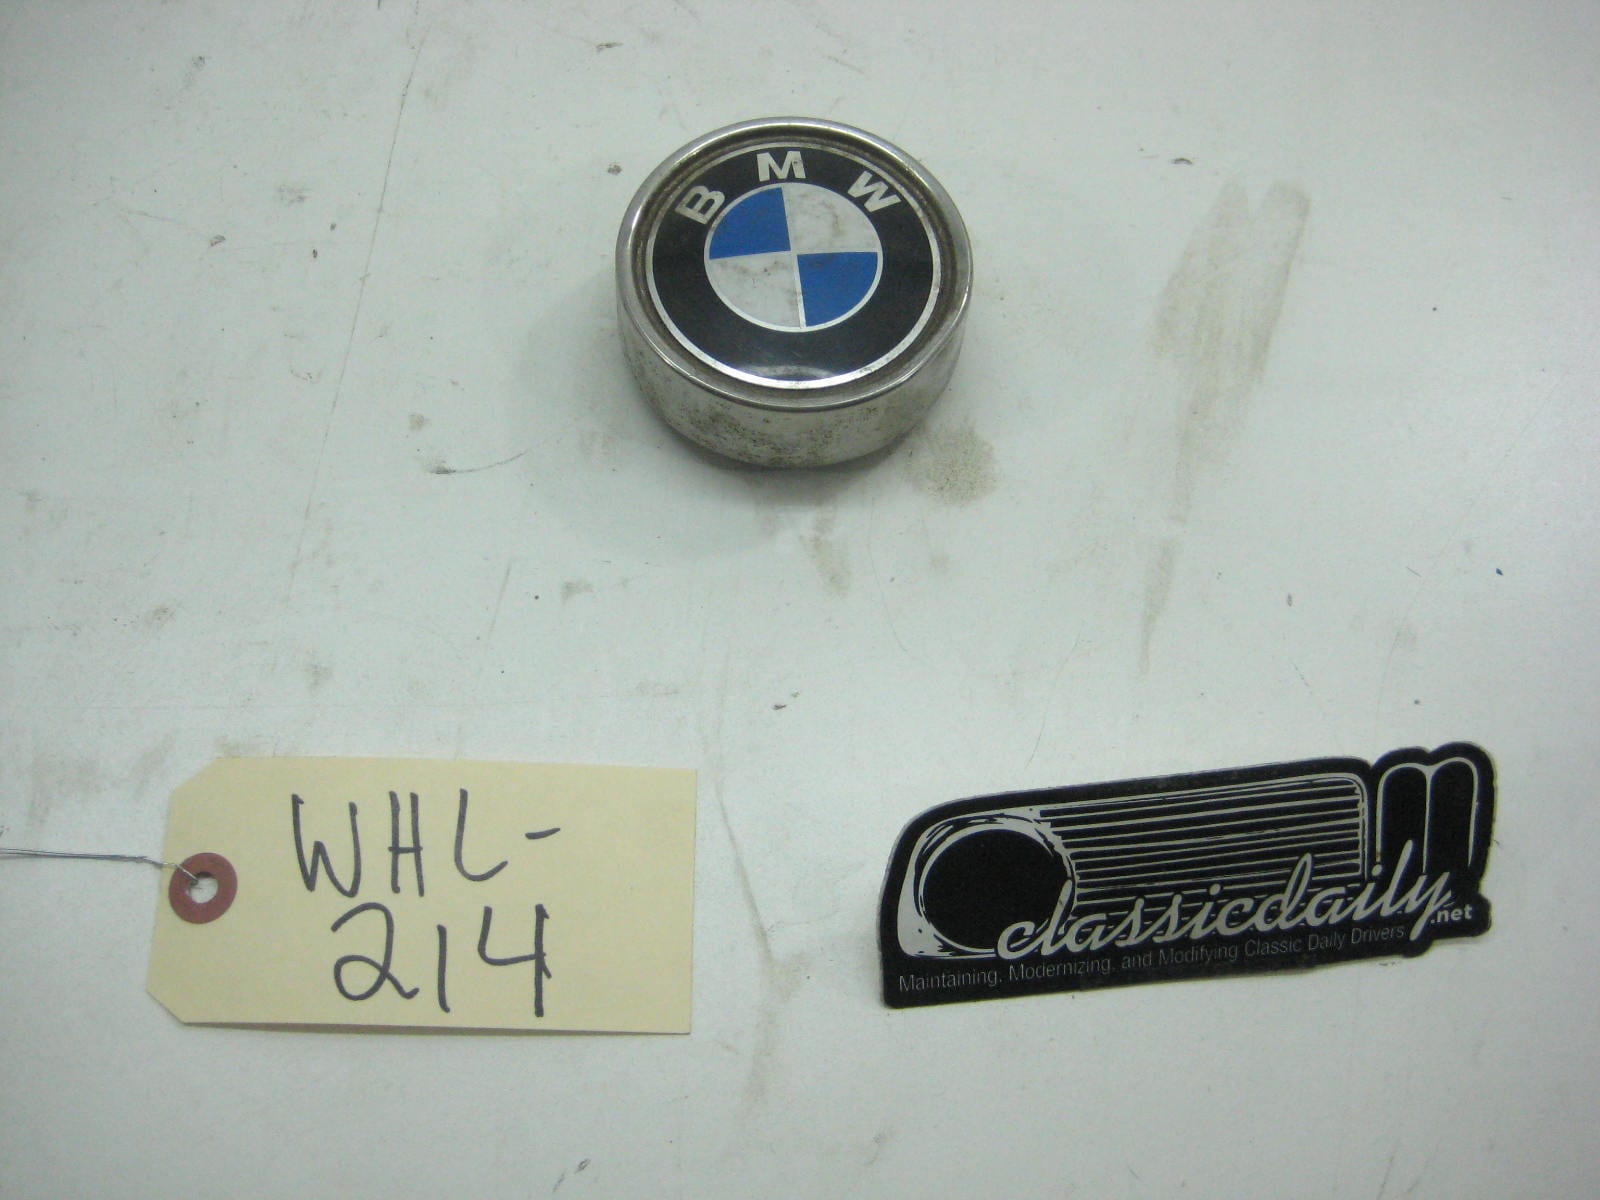 BMW
WHL-
214
classicdaily.net
Maintaining, Modernizing, and Modifying Classic Daily Drivers